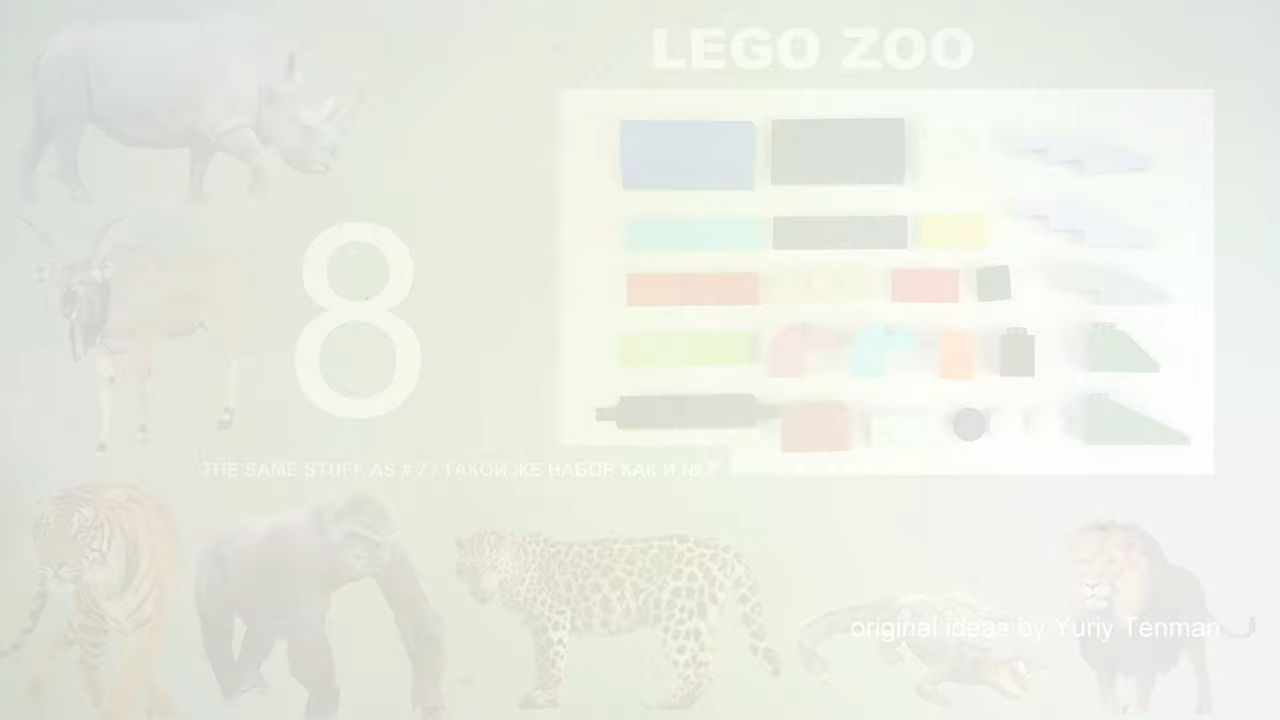 LEGO ZOO
8
THE SAME STUFF AS # 7 / ТАКОЙ ЖЕ НАБОР КАК И № 7
original ideas by Yuriy Tenman